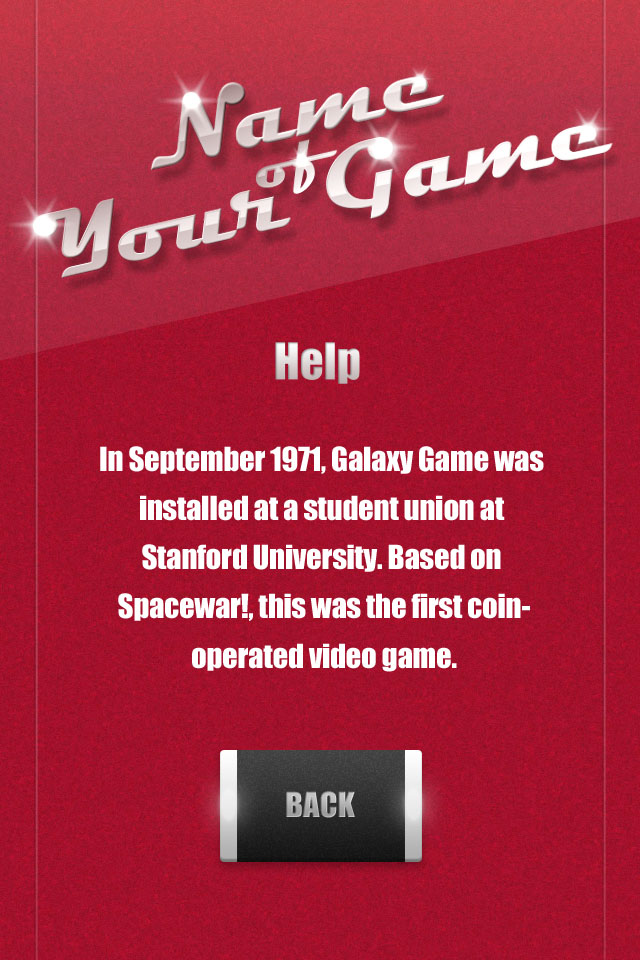 Name
of
Your Game
Help
In September 1971, Galaxy Game was
installed at a student union at
Stanford University. Based on
Spacewar!, this was the first coin-
operated video game.
BACK